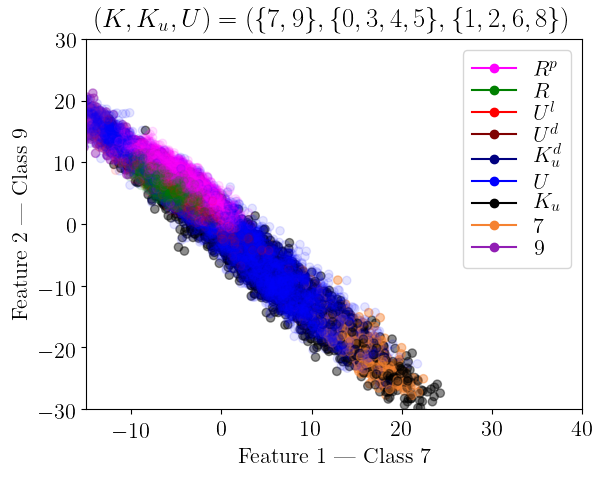 (K, K_u, U) = ({7, 9}, {0, 3, 4, 5}, {1, 2, 6, 8})
30
20
10
0
−10
−20
−30
Feature 2 — Class 9
R^p
R
U^l
U^d
K_u^d
U
K_u
7
9
−10
0
10
20
30
40
Feature 1 — Class 7